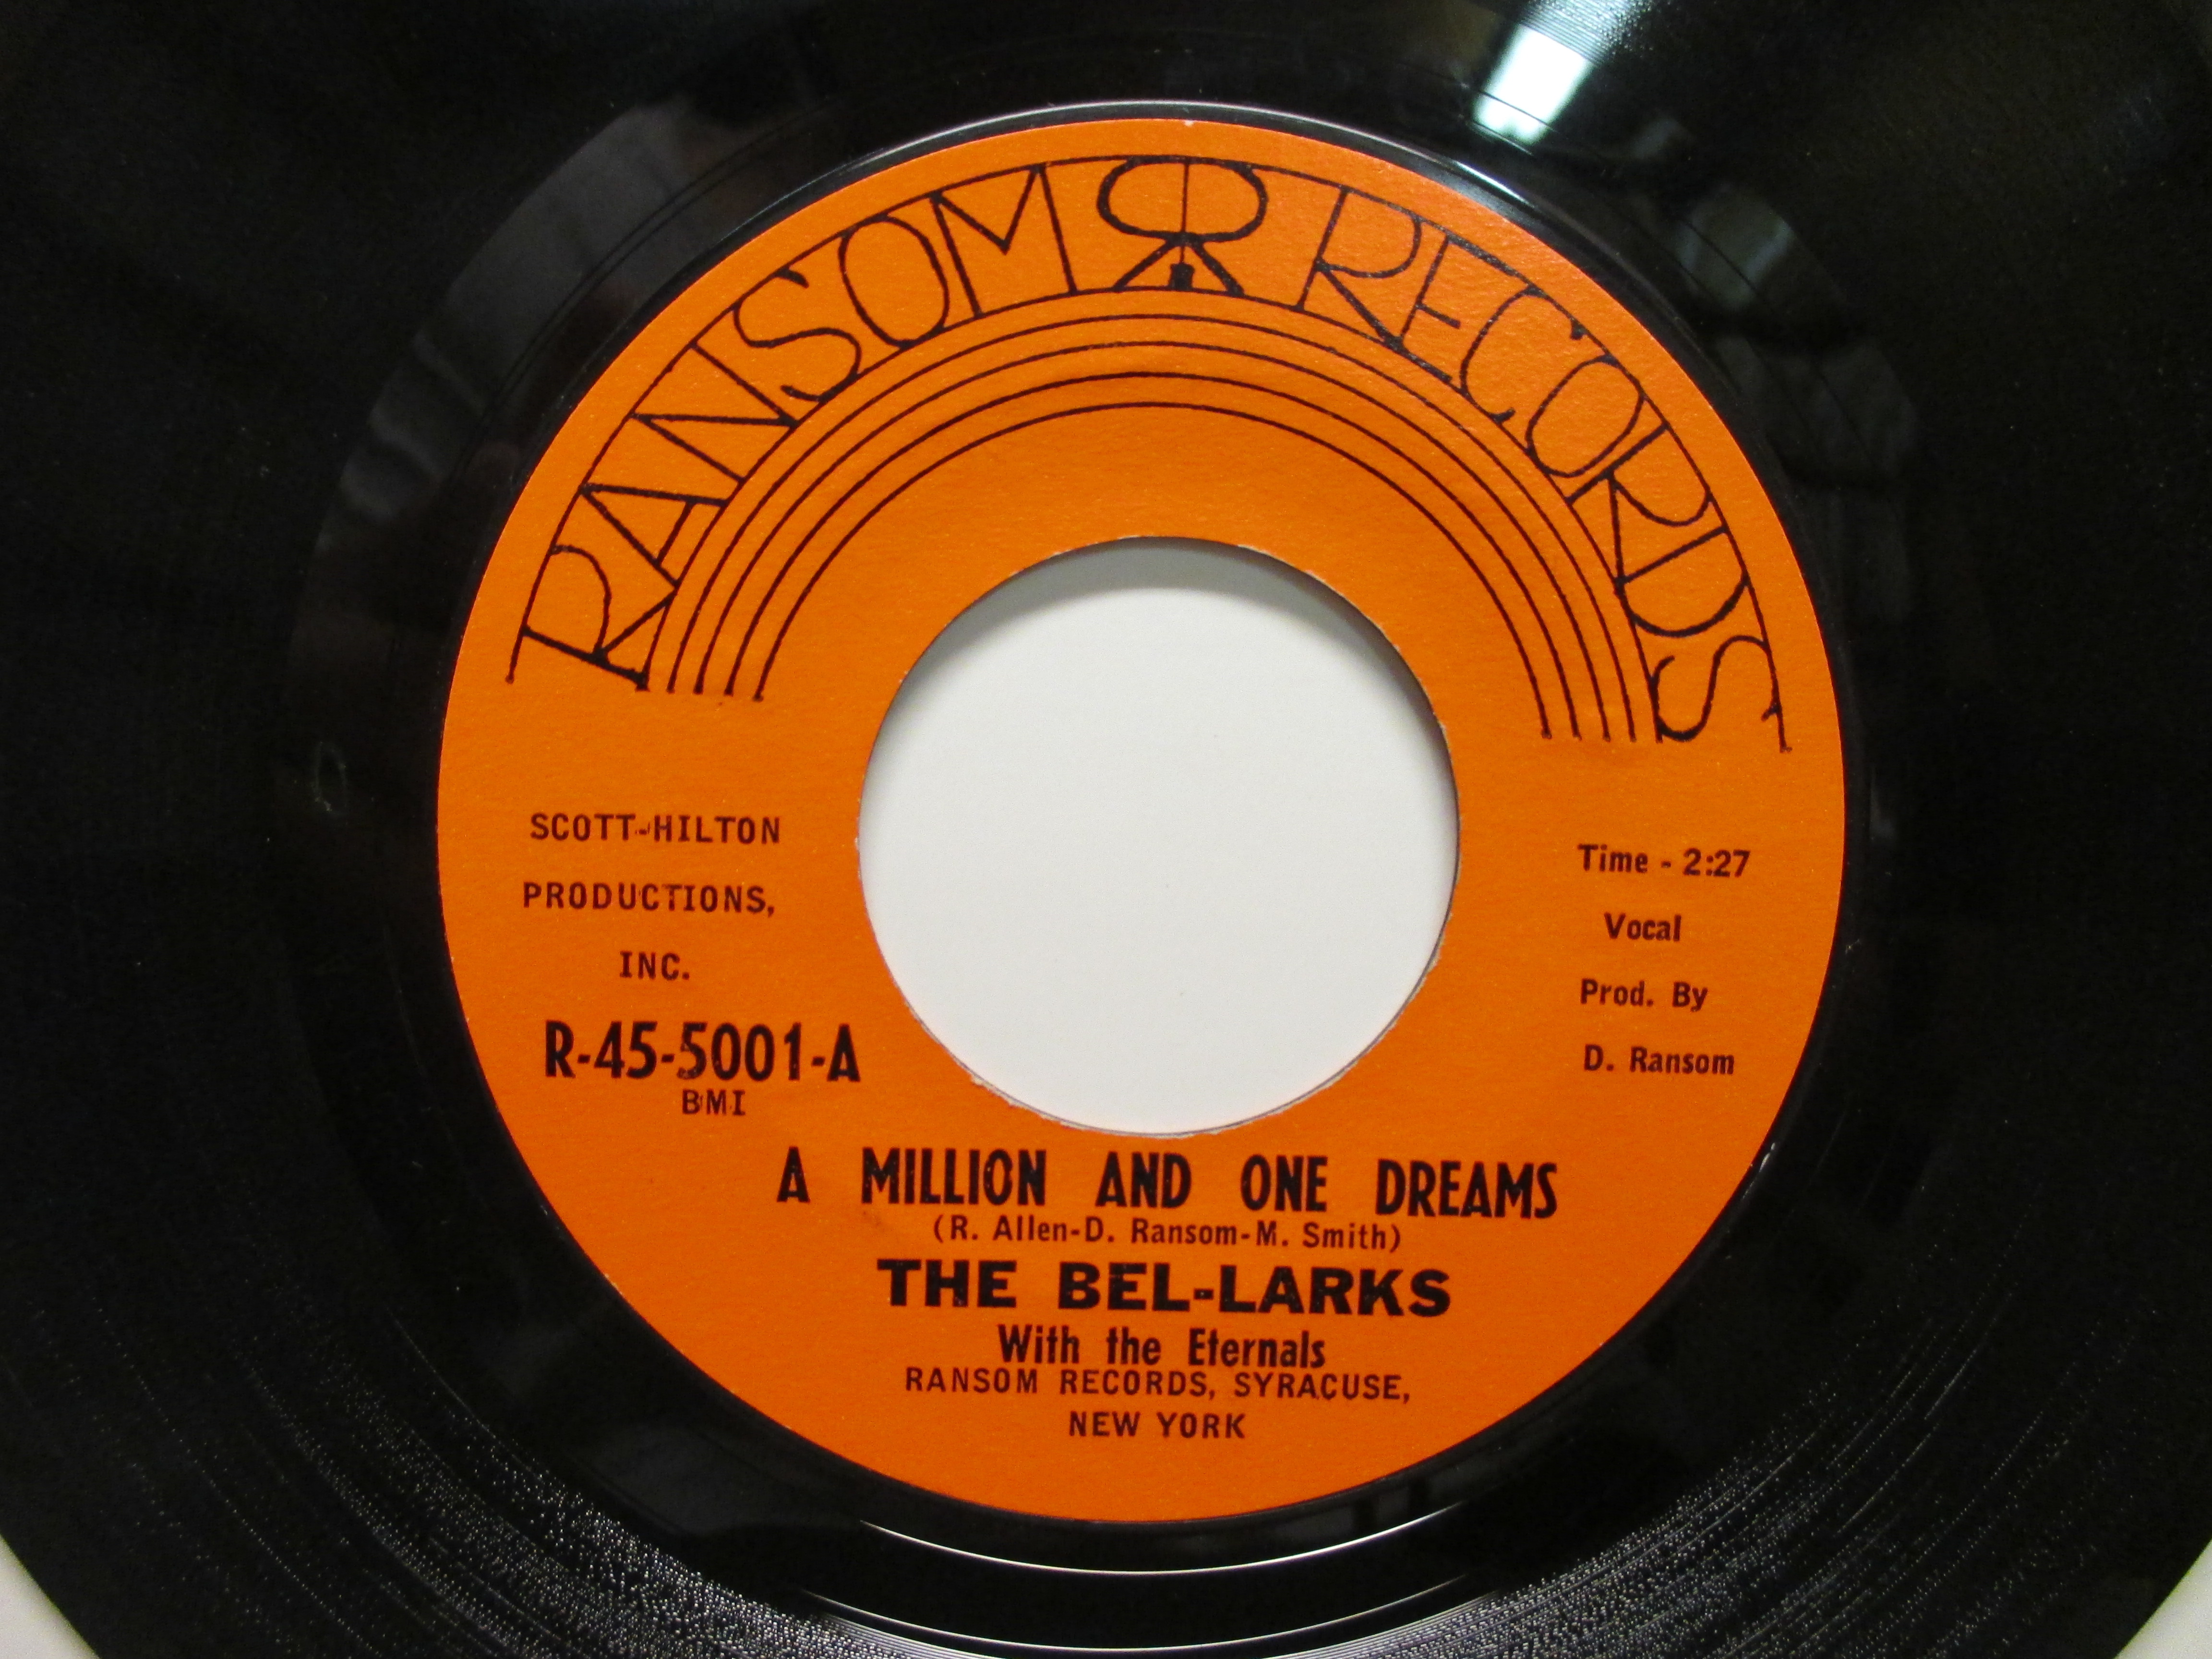 RANSOM RECORDS
SCOTT-HILTON
PRODUCTIONS,
INC.
R-45-5001-A
BMI
Time - 2:27
Vocal
Prod. By
D. Ransom
A MILLION AND ONE DREAMS
(R. Allen-D. Ransom-M. Smith)
THE BEL-LARKS
With the Eternals
RANSOM RECORDS, SYRACUSE,
NEW YORK